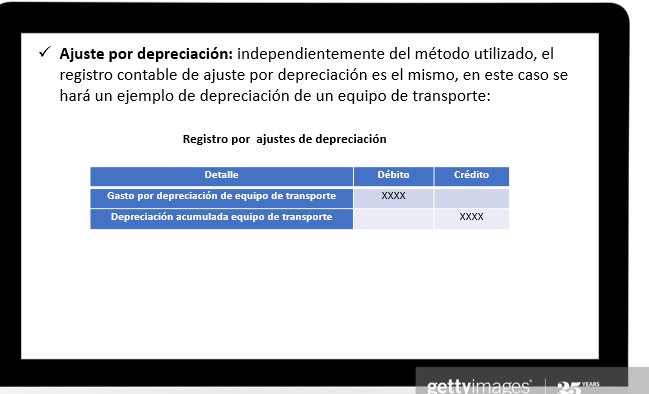 ✓ Ajuste por depreciación: independientemente del método utilizado, el
registro contable de ajuste por depreciación es el mismo, en este caso se
hará un ejemplo de depreciación de un equipo de transporte:
Registro por ajustes de depreciación
Detalle Débito Crédito
Gasto por depreciación de equipo de transporte XXXX
Depreciación acumulada equipo de transporte XXXX
gettyimages® | 25 YEARS